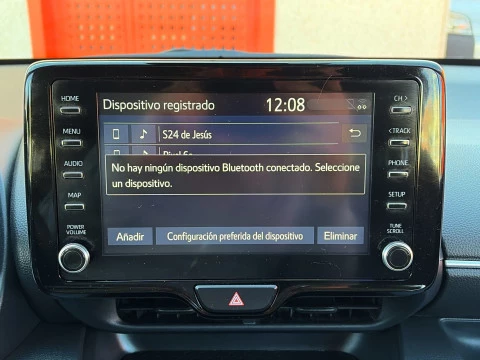 Dispositivo registrado
12:08
S24 de Jesús
No hay ningún dispositivo Bluetooth conectado. Seleccione
un dispositivo.
Añadir
Configuración preferida del dispositivo
Eliminar
HOME
MENU
AUDIO
MAP
POWER
VOLUME
CH >
< TRACK
PHONE
SETUP
TUNE
SCROLL